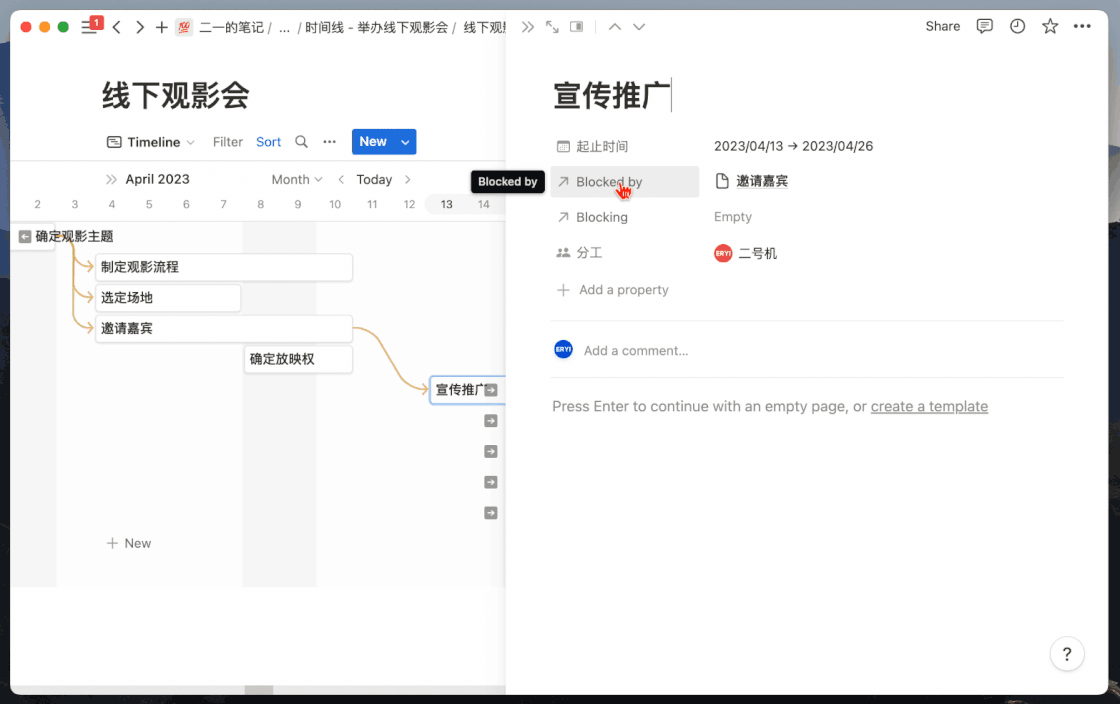 1
二一的笔记 / ... / 时间线 - 举办线下观影会 / 线下观
Share
线下观影会
Timeline Filter Sort ... New
April 2023 Month Today
2 3 4 5 6 7 8 9 10 11 12 13 14
确定观影主题
制定观影流程
选定场地
邀请嘉宾
确定放映权
宣传推广
+ New
Blocked by
宣传推广
起止时间 2023/04/13 → 2023/04/26
Blocked by 邀请嘉宾
Blocking Empty
分工 ERYI 二号机
+ Add a property
ERYI Add a comment...
Press Enter to continue with an empty page, or create a template
?